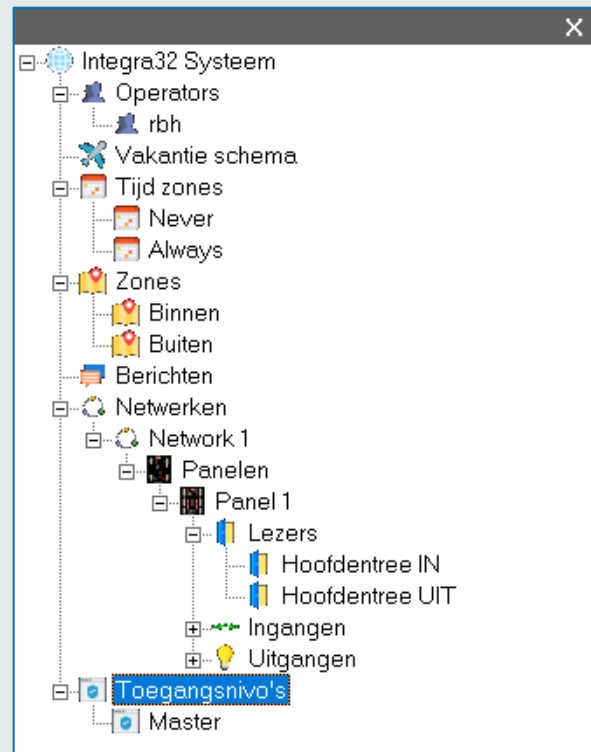 Integra32 Systeem
Operators
rbh
Vakantie schema
Tijd zones
Never
Always
Zones
Binnen
Buiten
Berichten
Netwerken
Network 1
Panelen
Panel 1
Lezers
Hoofdentree IN
Hoofdentree UIT
Ingangen
Uitgangen
Toegangsnivo's
Master